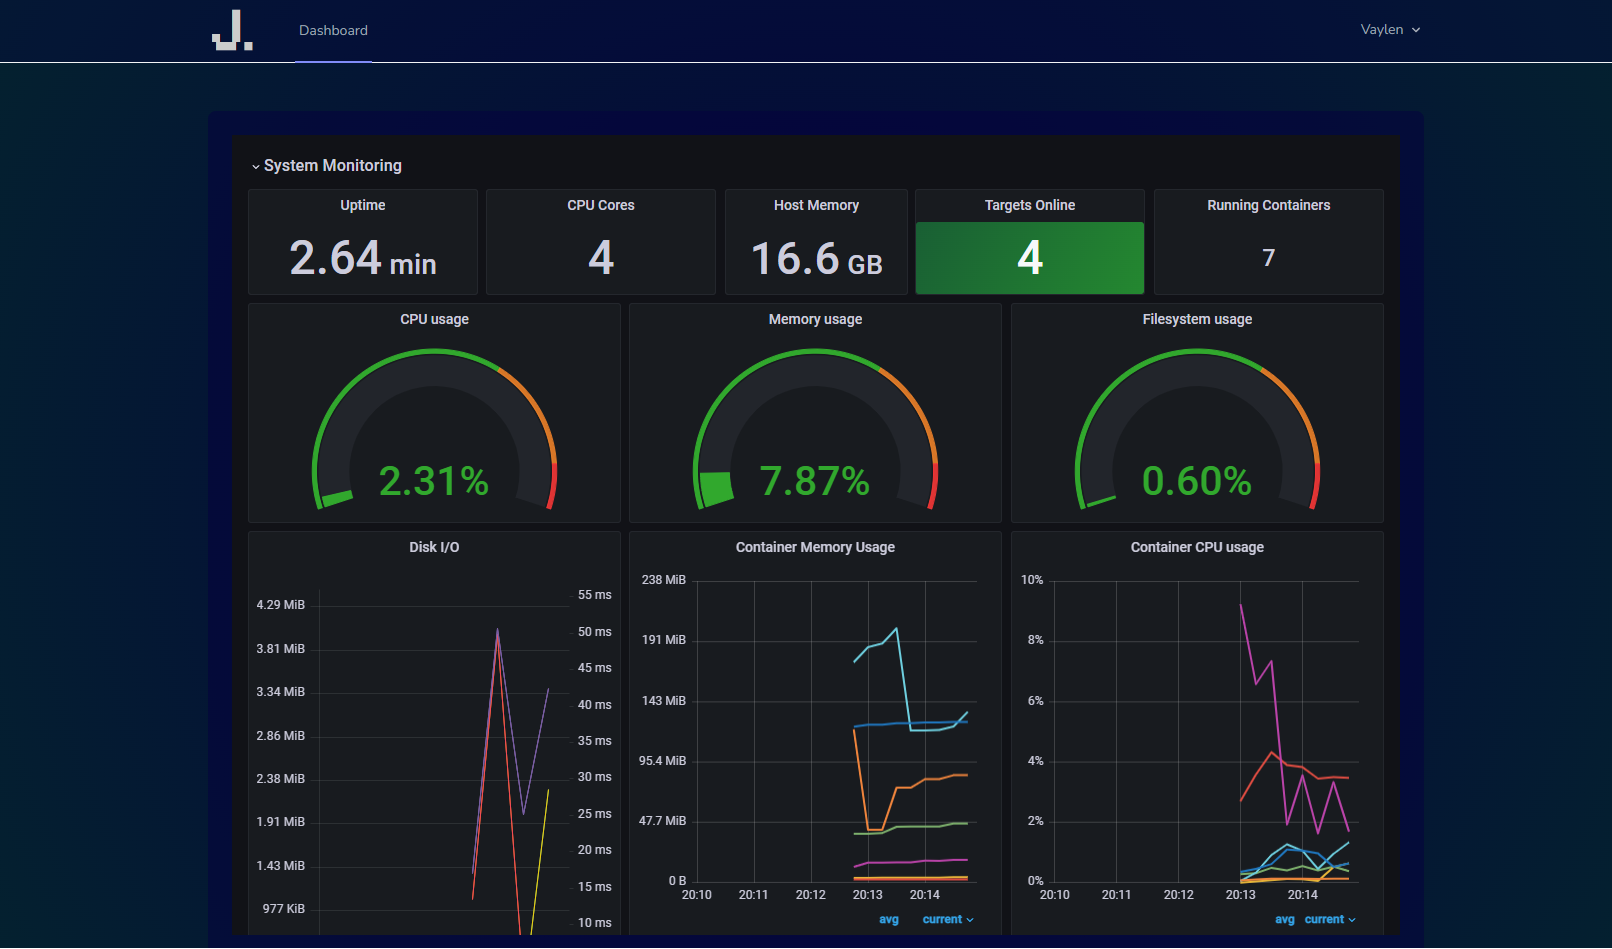 J.
Dashboard
Vaylen
System Monitoring
Uptime
CPU Cores
Host Memory
Targets Online
Running Containers
2.64 min
4
16.6 GB
4
7
CPU usage
Memory usage
Filesystem usage
2.31%
7.87%
0.60%
Disk I/O
4.29 MiB
3.81 MiB
3.34 MiB
2.86 MiB
2.38 MiB
1.91 MiB
1.43 MiB
977 KiB
55 ms
50 ms
45 ms
40 ms
35 ms
30 ms
25 ms
20 ms
15 ms
10 ms
Container Memory Usage
238 MiB
191 MiB
143 MiB
95.4 MiB
47.7 MiB
0 B
20:10 20:11 20:12 20:13 20:14
avg current
Container CPU usage
10%
8%
6%
4%
2%
0%
20:10 20:11 20:12 20:13 20:14
avg current